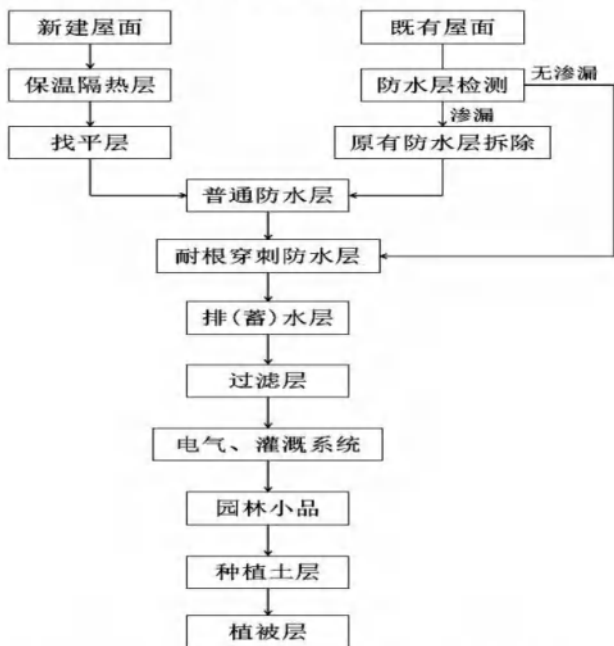 新建屋面
既有屋面
保温隔热层
防水层检测
无渗漏
渗漏
找平层
原有防水层拆除
普通防水层
耐根穿刺防水层
排(蓄)水层
过滤层
电气、灌溉系统
园林小品
种植土层
植被层